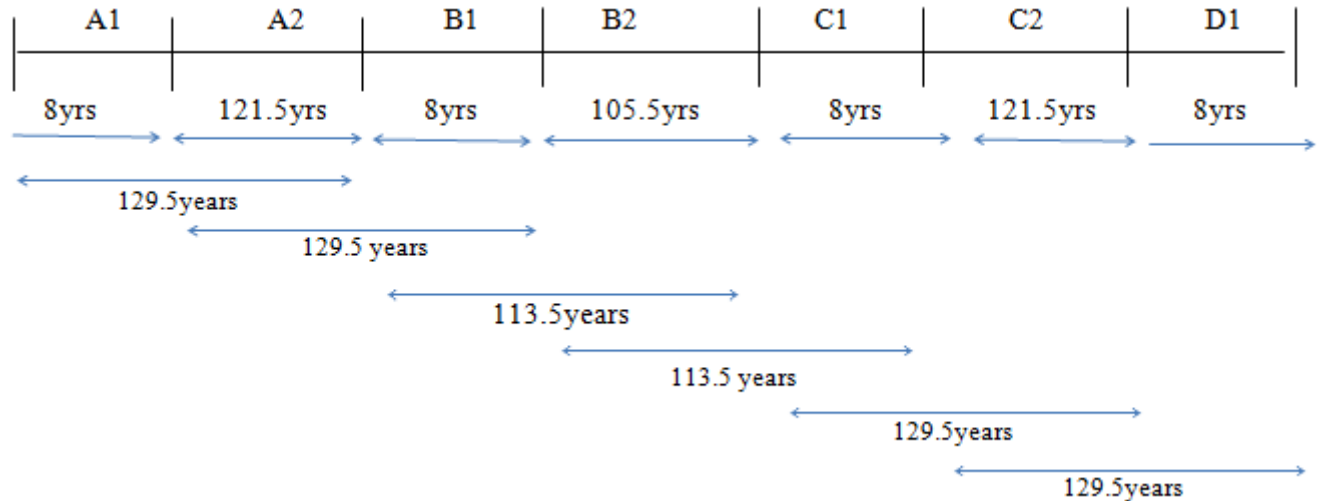 A1 A2 B1 B2 C1 C2 D1
8yrs 121.5yrs 8yrs 105.5yrs 8yrs 121.5yrs 8yrs
129.5years
129.5 years
113.5years
113.5 years
129.5years
129.5years